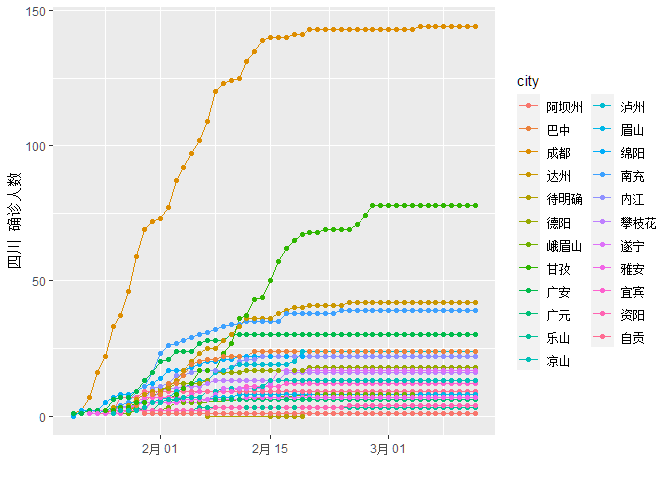 150
100
50
0
四川 确诊人数
2月 01
2月 15
3月 01
city
阿坝州
巴中
成都
达州
待明确
德阳
峨眉山
甘孜
广安
广元
乐山
凉山
泸州
眉山
绵阳
南充
内江
攀枝花
遂宁
雅安
宜宾
资阳
自贡